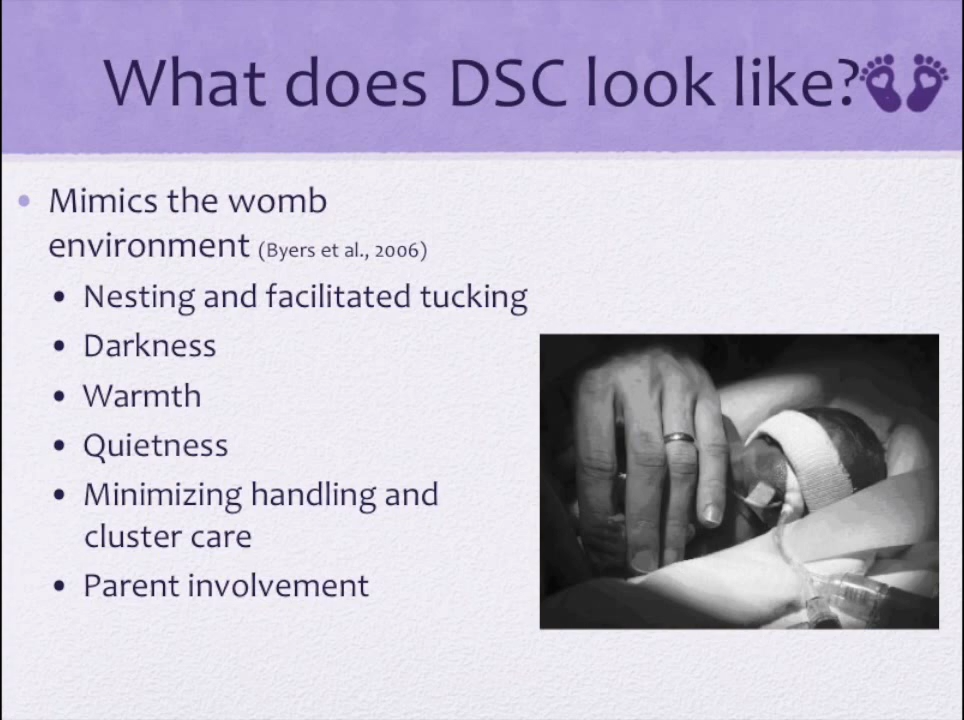 What does DSC look like?
• Mimics the womb
environment (Byers et al., 2006)
• Nesting and facilitated tucking
• Darkness
• Warmth
• Quietness
• Minimizing handling and
cluster care
• Parent involvement